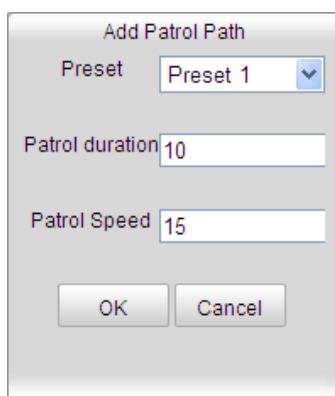 Add Patrol Path
Preset Preset 1
Patrol duration 10
Patrol Speed 15
OK Cancel